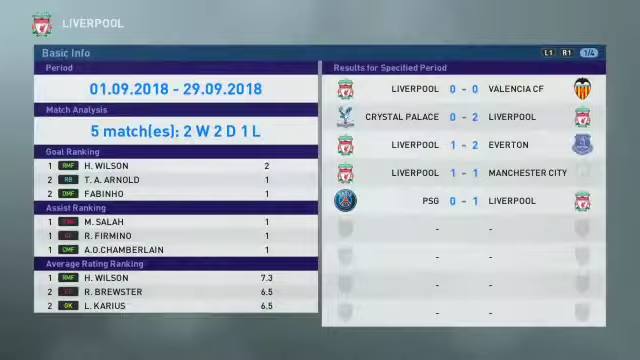 LIVERPOOL
Basic Info L1 R1 1/4
Period
01.09.2018 - 29.09.2018
Match Analysis
5 match(es): 2 W 2 D 1 L
Goal Ranking
1 RMF H. WILSON 2
2 RB T. A. ARNOLD 1
2 DMF FABINHO 1
Assist Ranking
1 M. SALAH 1
1 R. FIRMINO 1
1 CMF A.O.CHAMBERLAIN 1
Average Rating Ranking
1 RMF H. WILSON 7.3
2 R. BREWSTER 6.5
2 GK L. KARIUS 6.5
Results for Specified Period
LIVERPOOL 0 - 0 VALENCIA CF
CRYSTAL PALACE 0 - 2 LIVERPOOL
LIVERPOOL 1 - 2 EVERTON
LIVERPOOL 1 - 1 MANCHESTER CITY
PSG 0 - 1 LIVERPOOL
-
-
-
-